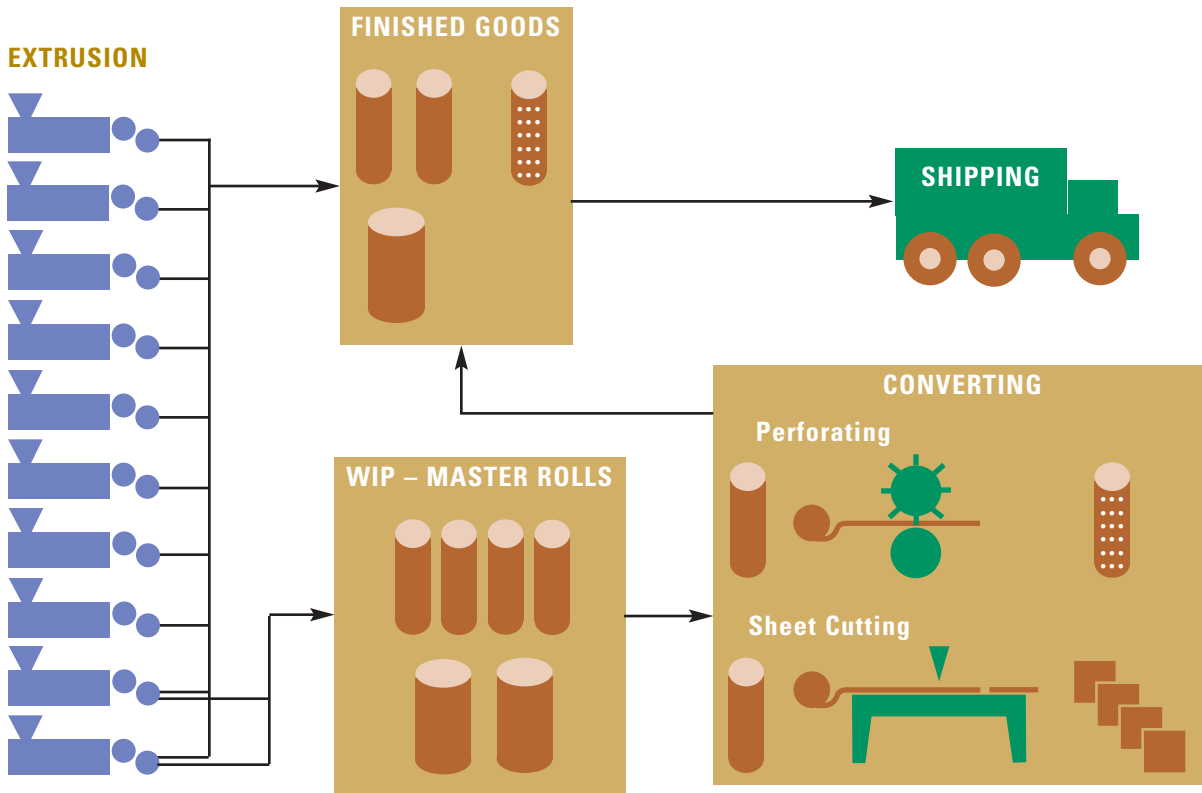 EXTRUSION
FINISHED GOODS
SHIPPING
CONVERTING
Perforating
WIP – MASTER ROLLS
Sheet Cutting